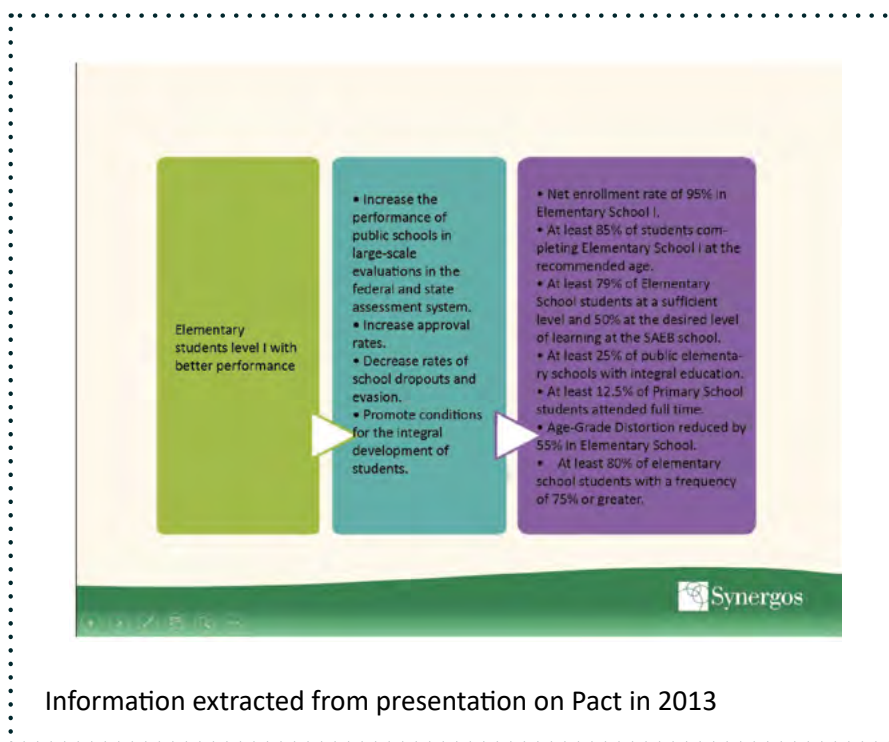 Elementary
students level I with
better performance
• Increase the
performance of
public schools in
large-scale
evaluations in the
federal and state
assessment system.
• Increase approval
rates.
• Decrease rates of
school dropouts and
evasion.
• Promote conditions
for the integral
development of
students.
• Net enrollment rate of 95% in
Elementary School I.
• At least 85% of students com-
pleting Elementary School I at the
recommended age.
• At least 79% of Elementary
School students at a sufficient
level and 50% at the desired level
of learning at the SAEB school.
• At least 25% of public elementa-
ry schools with integral education.
• At least 12.5% of Primary School
students attended full time.
• Age-Grade Distortion reduced by
55% in Elementary School.
• At least 80% of elementary
school students with a frequency
of 75% or greater.
Synergos
Information extracted from presentation on Pact in 2013